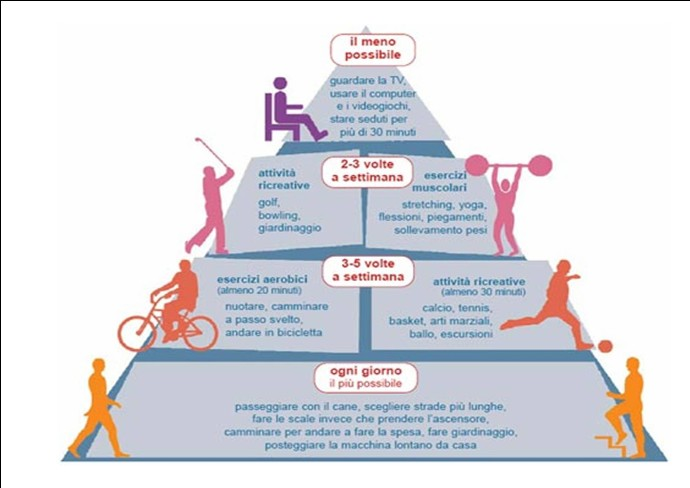 il meno
possibile
guardare la TV,
usare il computer
e i videogiochi,
stare seduti per
più di 30 minuti
2-3 volte
a settimana
attività
ricreative
golf,
bowling,
giardinaggio
esercizi
muscolari
stretching, yoga,
flessioni, piegamenti,
sollevamento pesi
3-5 volte
a settimana
esercizi aerobici
(almeno 20 minuti)
nuotare, camminare
a passo svelto,
andare in bicicletta
attività ricreative
(almeno 30 minuti)
calcio, tennis,
basket, arti marziali,
ballo, escursioni
ogni giorno
il più possibile
passeggiare con il cane, scegliere strade più lunghe,
fare le scale invece che prendere l'ascensore,
camminare per andare a fare la spesa, fare giardinaggio,
posteggiare la macchina lontano da casa